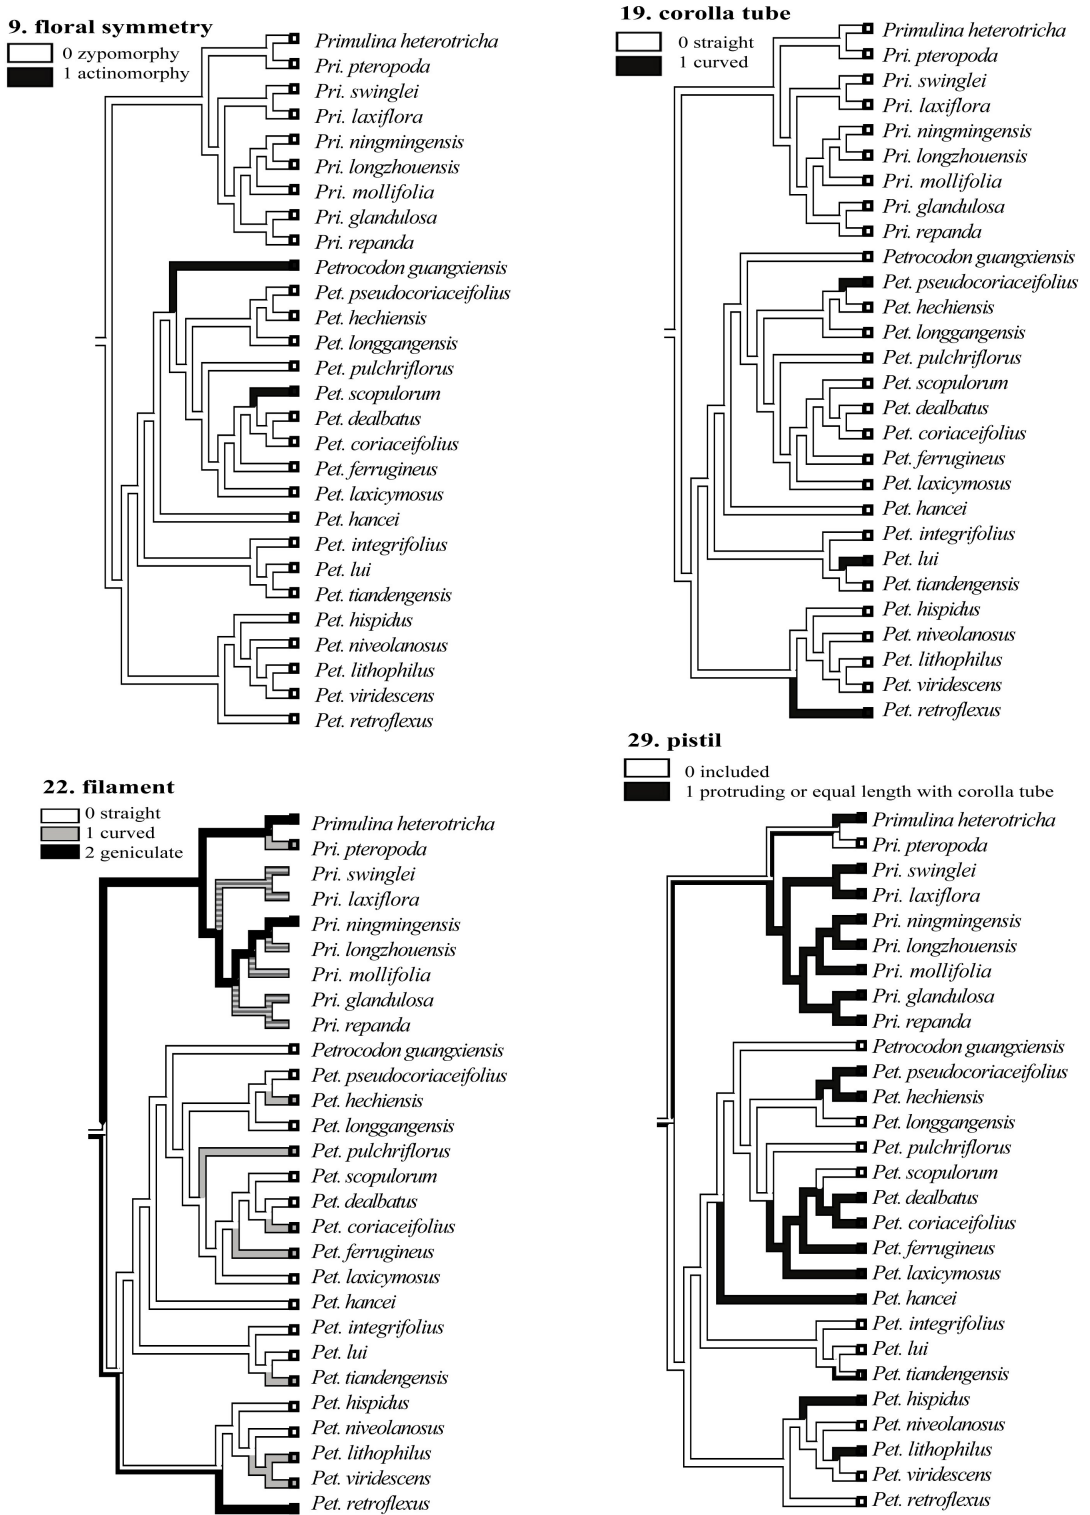 9. floral symmetry
0 zypomorphy
1 actinomorphy
Primulina heterotricha
Pri. pteropoda
Pri. swinglei
Pri. laxiflora
Pri. ningmingensis
Pri. longzhouensis
Pri. mollifolia
Pri. glandulosa
Pri. repanda
Petrocodon guangxiensis
Pet. pseudocoriaceifolius
Pet. hechiensis
Pet. longgangensis
Pet. pulchriflorus
Pet. scopulorum
Pet. dealbatus
Pet. coriaceifolius
Pet. ferrugineus
Pet. laxicymosus
Pet. hancei
Pet. integrifolius
Pet. lui
Pet. tiandengensis
Pet. hispidus
Pet. niveolanosus
Pet. lithophilus
Pet. viridescens
Pet. retroflexus
19. corolla tube
0 straight
1 curved
Primulina heterotricha
Pri. pteropoda
Pri. swinglei
Pri. laxiflora
Pri. ningmingensis
Pri. longzhouensis
Pri. mollifolia
Pri. glandulosa
Pri. repanda
Petrocodon guangxiensis
Pet. pseudocoriaceifolius
Pet. hechiensis
Pet. longgangensis
Pet. pulchriflorus
Pet. scopulorum
Pet. dealbatus
Pet. coriaceifolius
Pet. ferrugineus
Pet. laxicymosus
Pet. hancei
Pet. integrifolius
Pet. lui
Pet. tiandengensis
Pet. hispidus
Pet. niveolanosus
Pet. lithophilus
Pet. viridescens
Pet. retroflexus
22. filament
0 straight
1 curved
2 geniculate
Primulina heterotricha
Pri. pteropoda
Pri. swinglei
Pri. laxiflora
Pri. ningmingensis
Pri. longzhouensis
Pri. mollifolia
Pri. glandulosa
Pri. repanda
Petrocodon guangxiensis
Pet. pseudocoriaceifolius
Pet. hechiensis
Pet. longgangensis
Pet. pulchriflorus
Pet. scopulorum
Pet. dealbatus
Pet. coriaceifolius
Pet. ferrugineus
Pet. laxicymosus
Pet. hancei
Pet. integrifolius
Pet. lui
Pet. tiandengensis
Pet. hispidus
Pet. niveolanosus
Pet. lithophilus
Pet. viridescens
Pet. retroflexus
29. pistil
0 included
1 protruding or equal length with corolla tube
Primulina heterotricha
Pri. pteropoda
Pri. swinglei
Pri. laxiflora
Pri. ningmingensis
Pri. longzhouensis
Pri. mollifolia
Pri. glandulosa
Pri. repanda
Petrocodon guangxiensis
Pet. pseudocoriaceifolius
Pet. hechiensis
Pet. longgangensis
Pet. pulchriflorus
Pet. scopulorum
Pet. dealbatus
Pet. coriaceifolius
Pet. ferrugineus
Pet. laxicymosus
Pet. hancei
Pet. integrifolius
Pet. lui
Pet. tiandengensis
Pet. hispidus
Pet. niveolanosus
Pet. lithophilus
Pet. viridescens
Pet. retroflexus